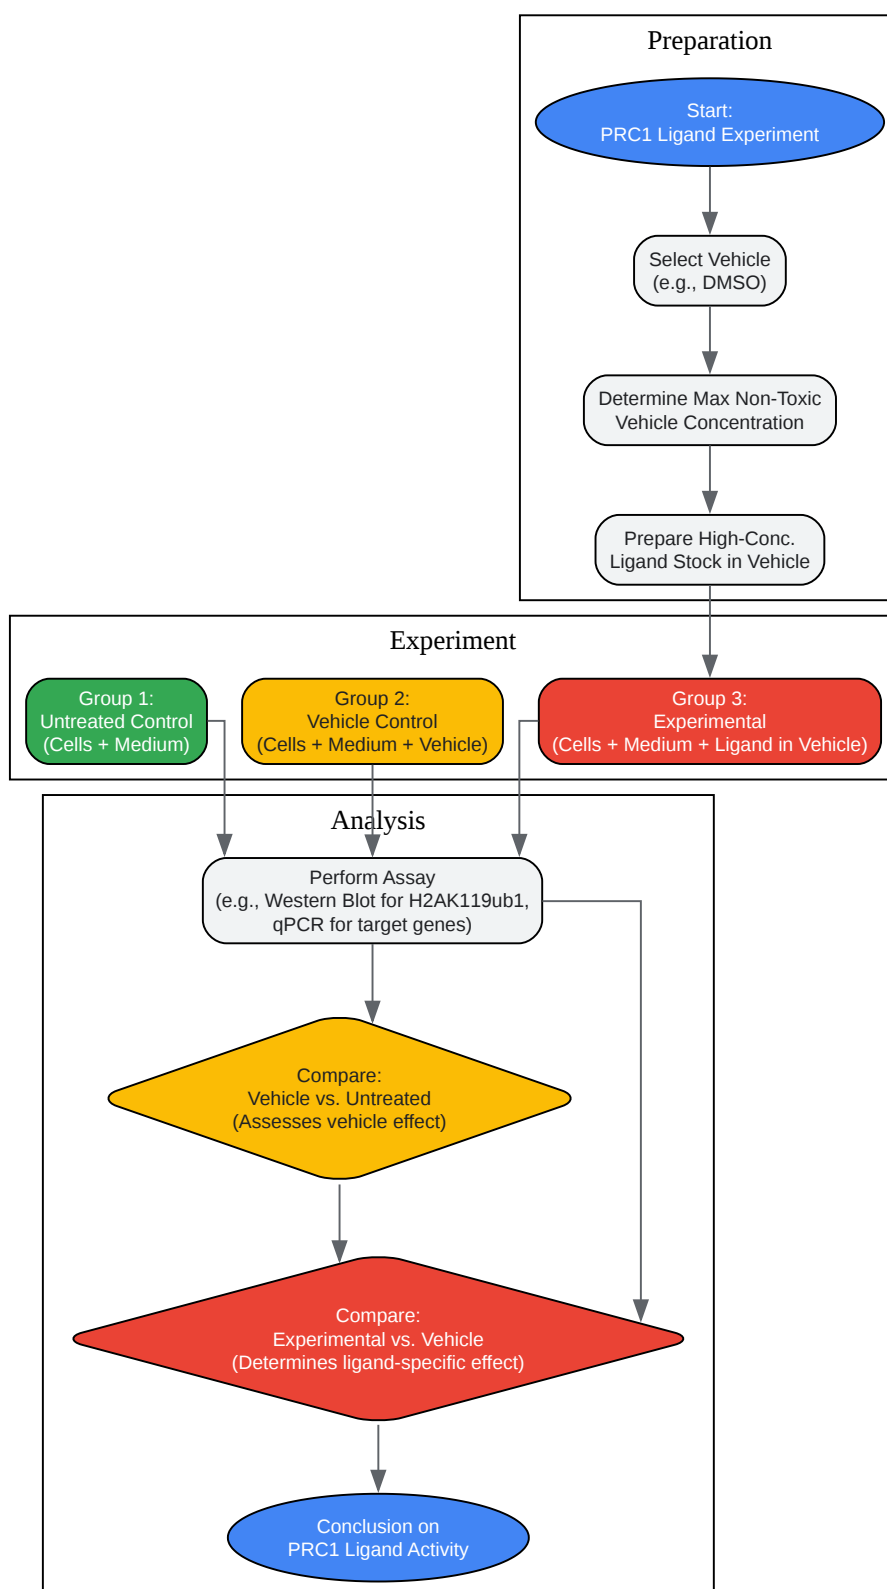 Preparation
Start:
PRC1 Ligand Experiment
Select Vehicle
(e.g., DMSO)
Determine Max Non-Toxic
Vehicle Concentration
Prepare High-Conc.
Ligand Stock in Vehicle
Experiment
Group 1:
Untreated Control
(Cells + Medium)
Group 2:
Vehicle Control
(Cells + Medium + Vehicle)
Group 3:
Experimental
(Cells + Medium + Ligand in Vehicle)
Analysis
Perform Assay
(e.g., Western Blot for H2AK119ub1,
qPCR for target genes)
Compare:
Vehicle vs. Untreated
(Assesses vehicle effect)
Compare:
Experimental vs. Vehicle
(Determines ligand-specific effect)
Conclusion on
PRC1 Ligand Activity